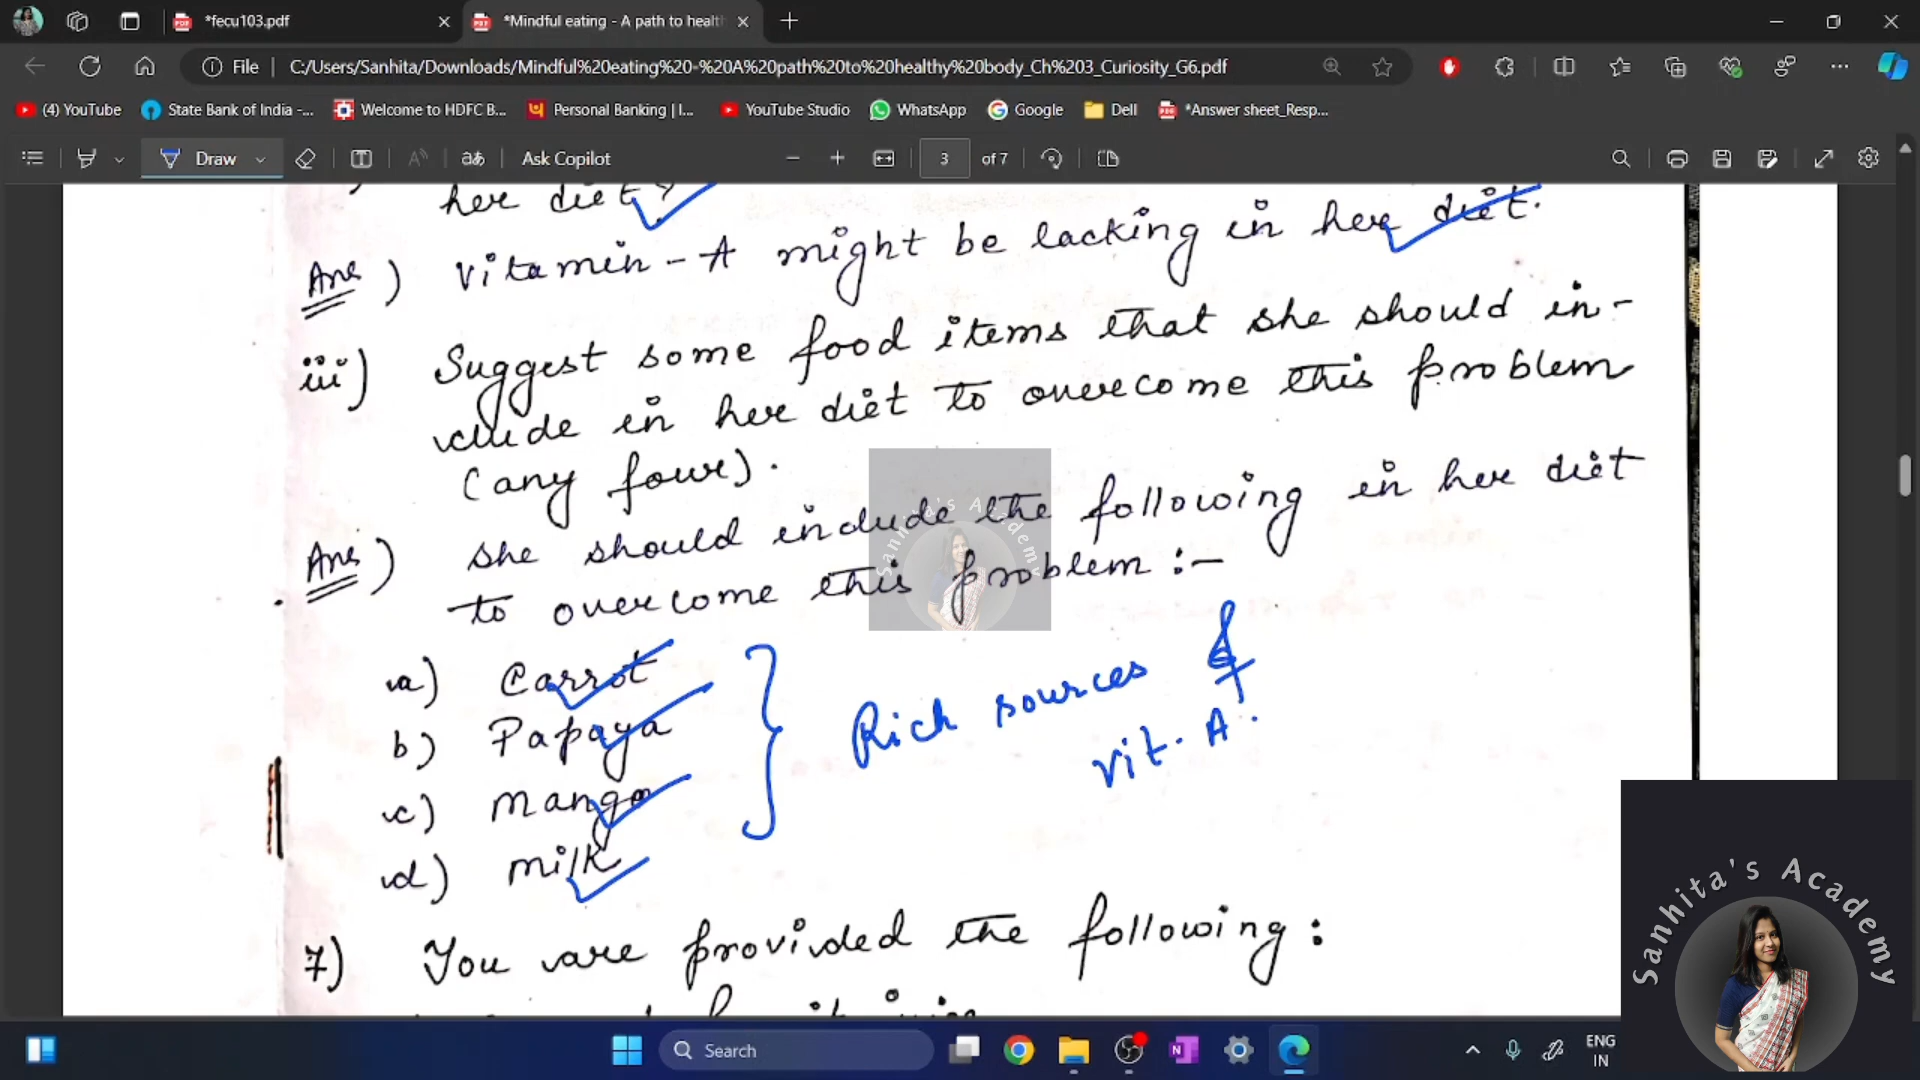 *fecu103.pdf
*Mindful eating - A path to healt
File
C:/Users/Sanhita/Downloads/Mindful%20eating%20-%20A%20path%20to%20healthy%20body_Ch%203_Curiosity_G6.pdf
(4) YouTube
State Bank of India -...
Welcome to HDFC B...
Personal Banking | I...
YouTube Studio
WhatsApp
Google
Dell
*Answer sheet_Resp...
Draw
Ask Copilot
3 of 7
her diet?
Ans) Vitamin-A might be lacking in her diet.
iii) Suggest some food items that she should in-
clude in her diet to overcome this problem
(any four).
Ans) she should include the following in her diet
to overcome this problem:-
a) Carrot
b) Papaya
c) Mango
d) milk
Rich sources of
vit. A.
7) You are provided the following:
Sanhita's Academy
Sanhita's Academy
Search
ENG
IN